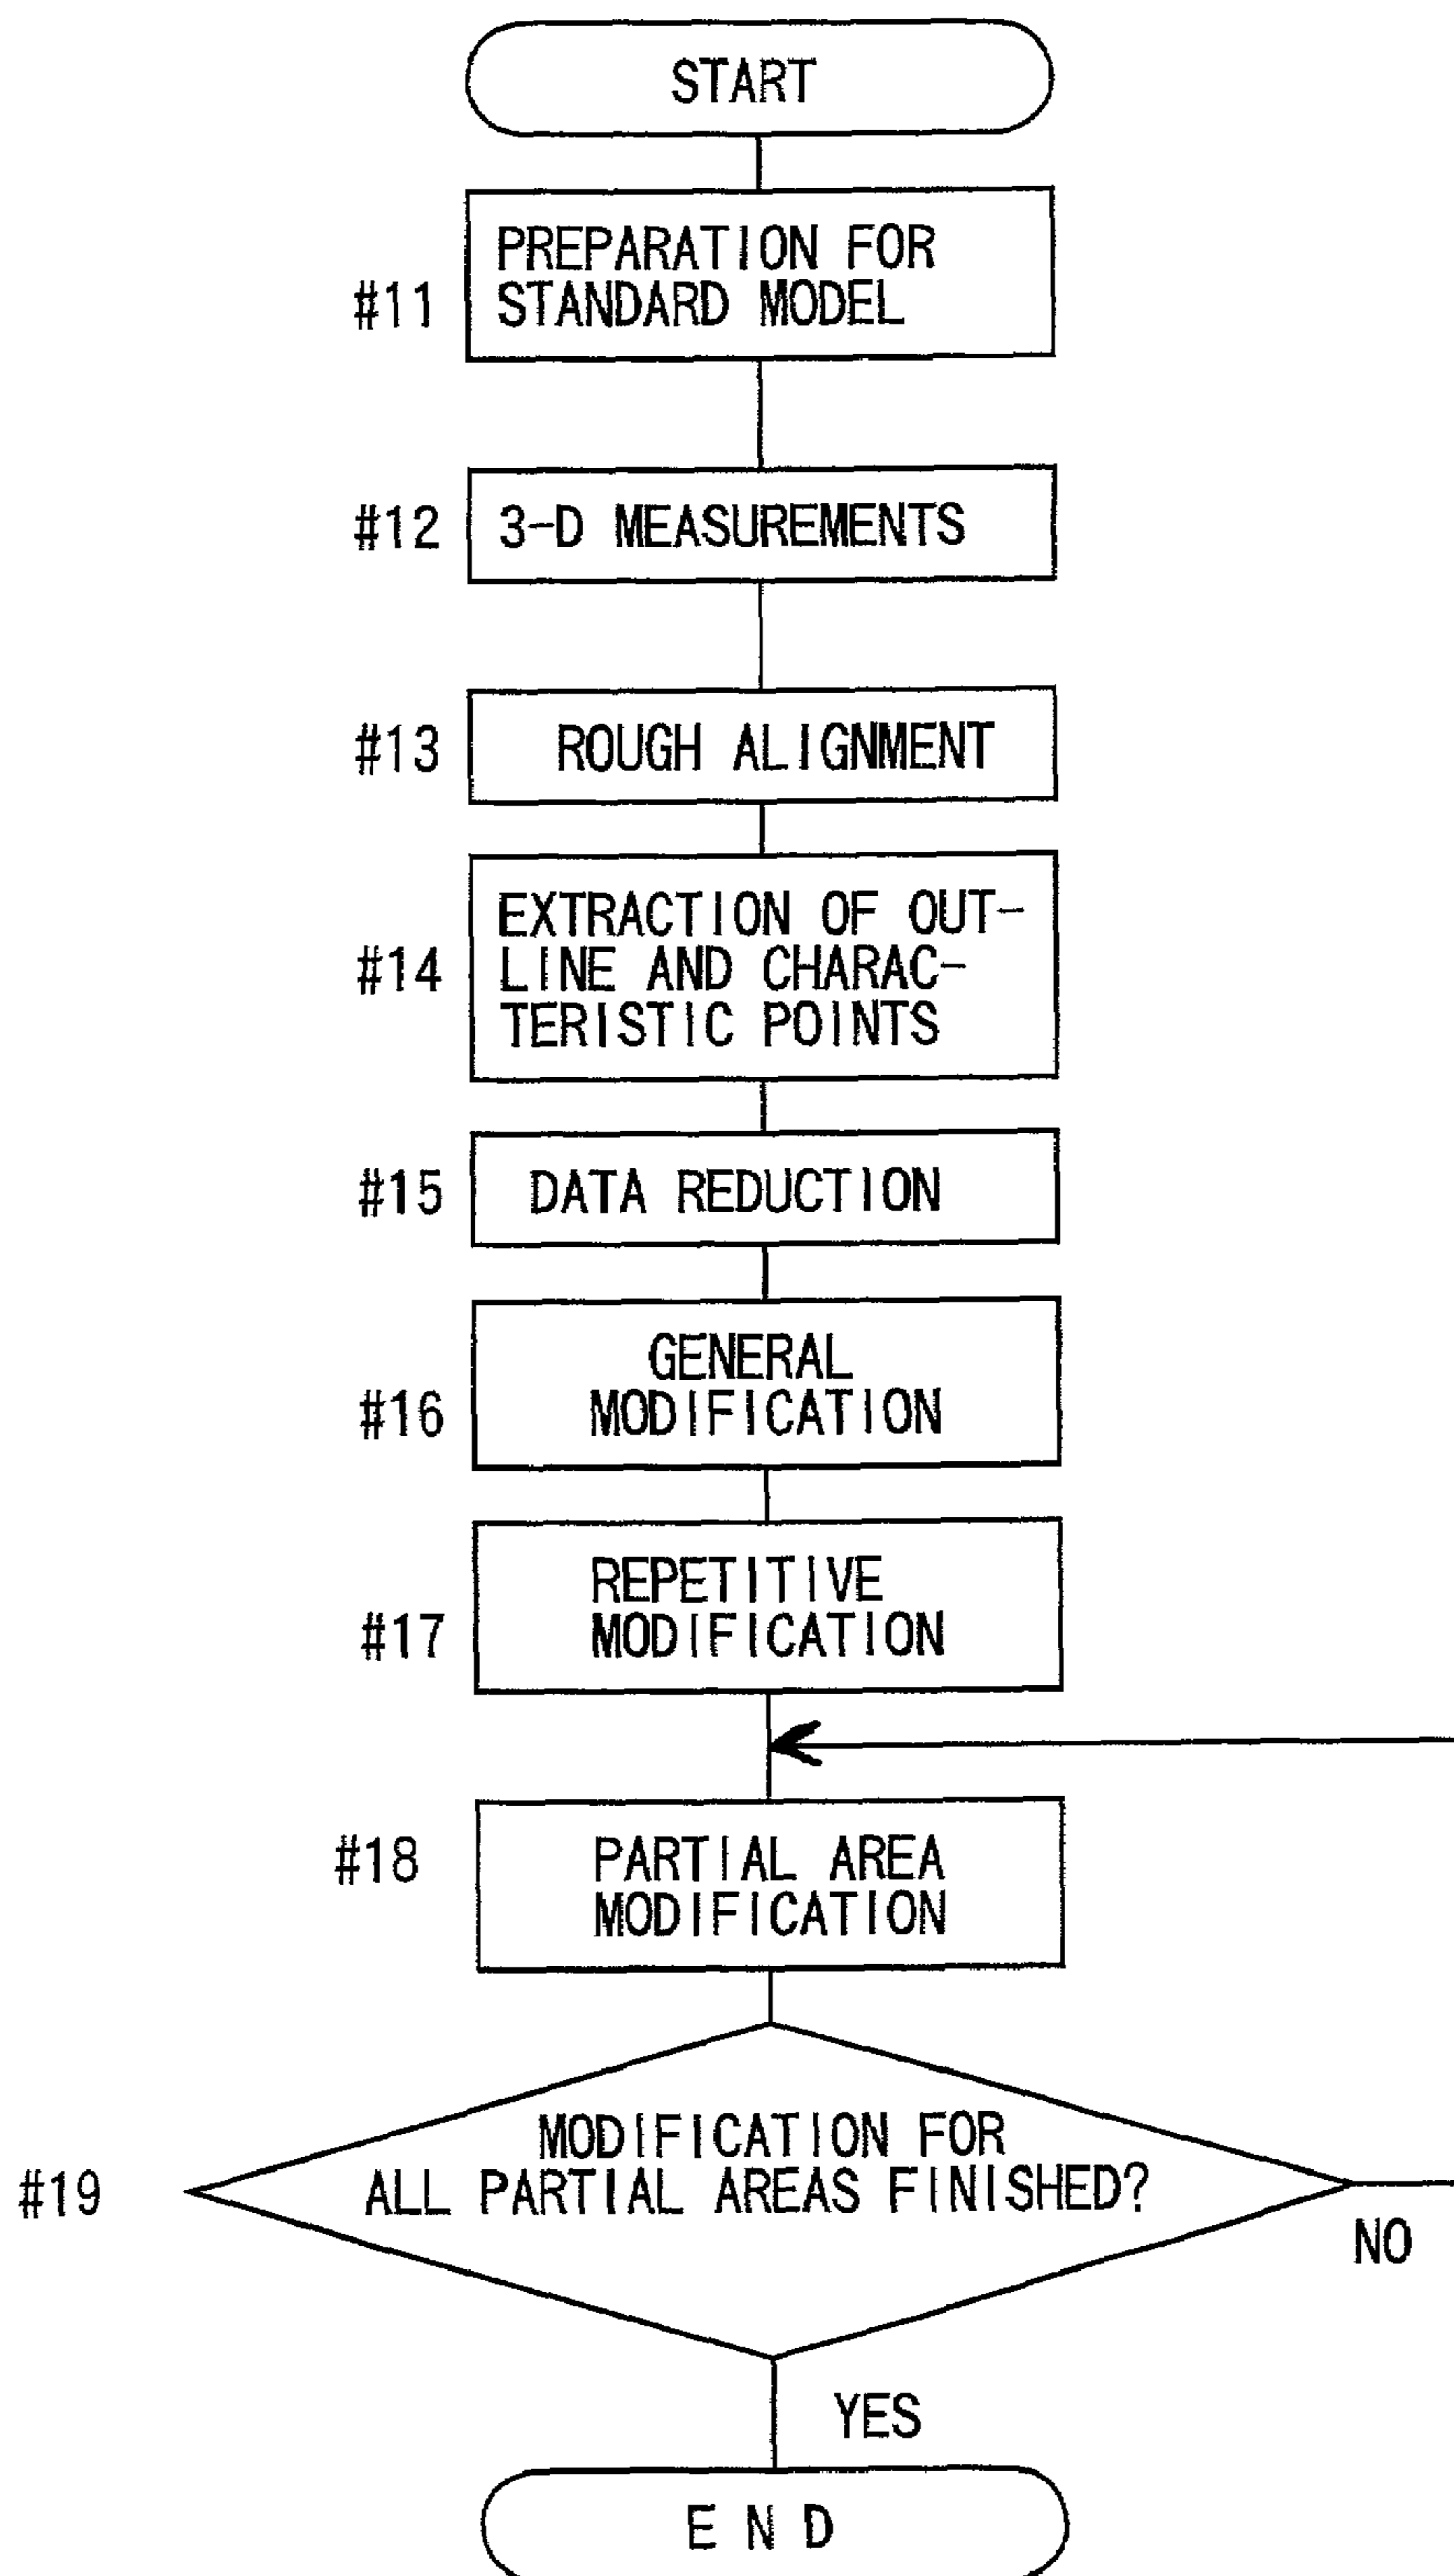 START
PREPARATION FOR
#11 STANDARD MODEL
#12 3-D MEASUREMENTS
#13 ROUGH ALIGNMENT
EXTRACTION OF OUT-
#14 LINE AND CHARAC-
TERISTIC POINTS
#15 DATA REDUCTION
GENERAL
#16 MODIFICATION
REPETITIVE
#17 MODIFICATION
#18 PARTIAL AREA
MODIFICATION
MODIFICATION FOR
#19 ALL PARTIAL AREAS FINISHED?
NO
YES
END